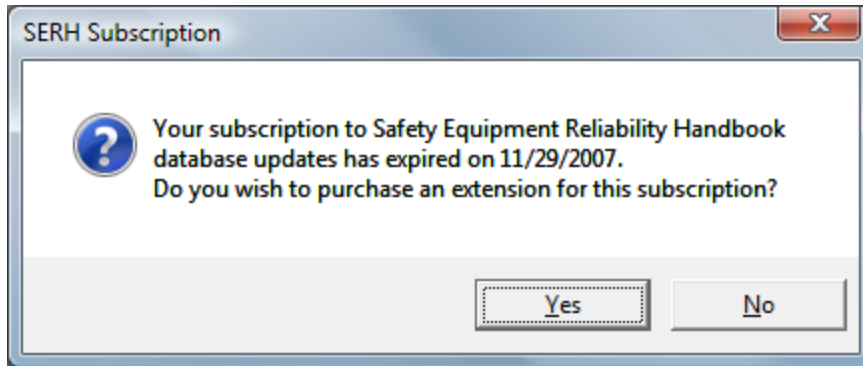 SERH Subscription
Your subscription to Safety Equipment Reliability Handbook
database updates has expired on 11/29/2007.
Do you wish to purchase an extension for this subscription?
Yes
No